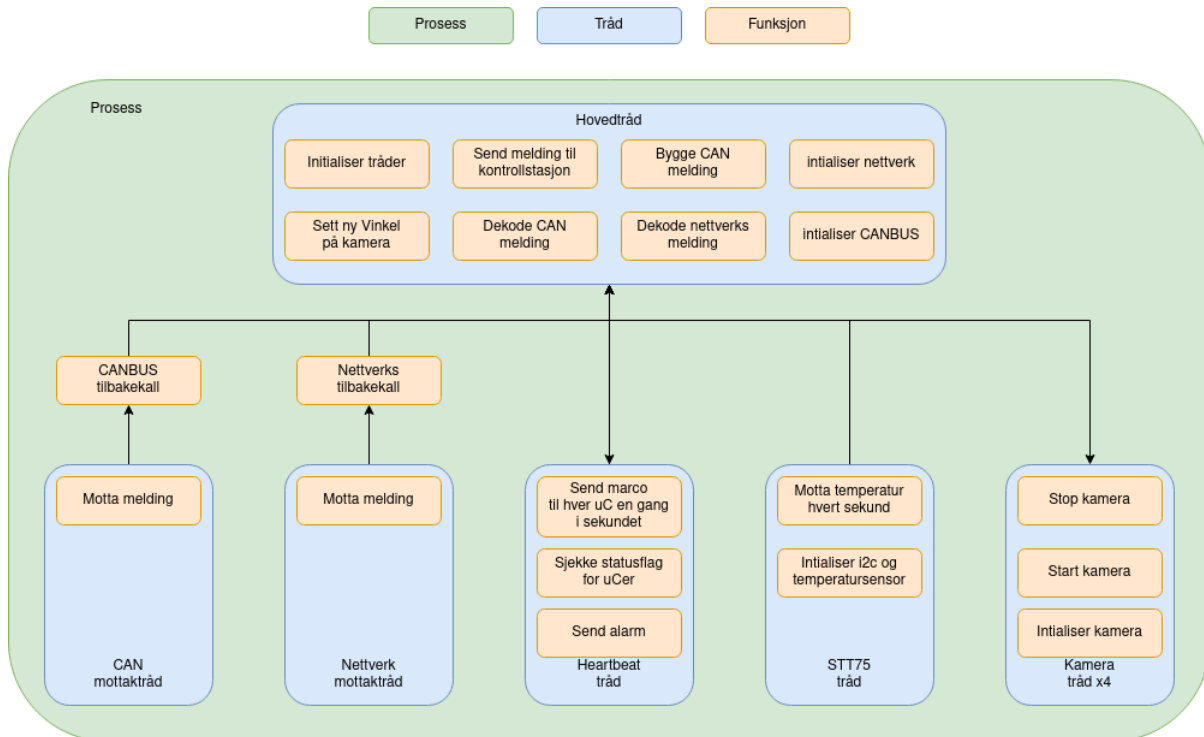 Prosess
Tråd
Funksjon
Prosess
Hovedtråd
Initialiser tråder
Send melding til
kontrollstasjon
Bygge CAN
melding
intialiser nettverk
Sett ny Vinkel
på kamera
Dekode CAN
melding
Dekode nettverks
melding
intialiser CANBUS
CANBUS
tilbakekall
Nettverks
tilbakekall
Motta melding
CAN
mottaktråd
Motta melding
Nettverk
mottaktråd
Send marco
til hver uC en gang
i sekundet
Sjekke statusflag
for uCer
Send alarm
Heartbeat
tråd
Motta temperatur
hvert sekund
Intialiser i2c og
temperatursensor
STT75
tråd
Stop kamera
Start kamera
Intialiser kamera
Kamera
tråd x4